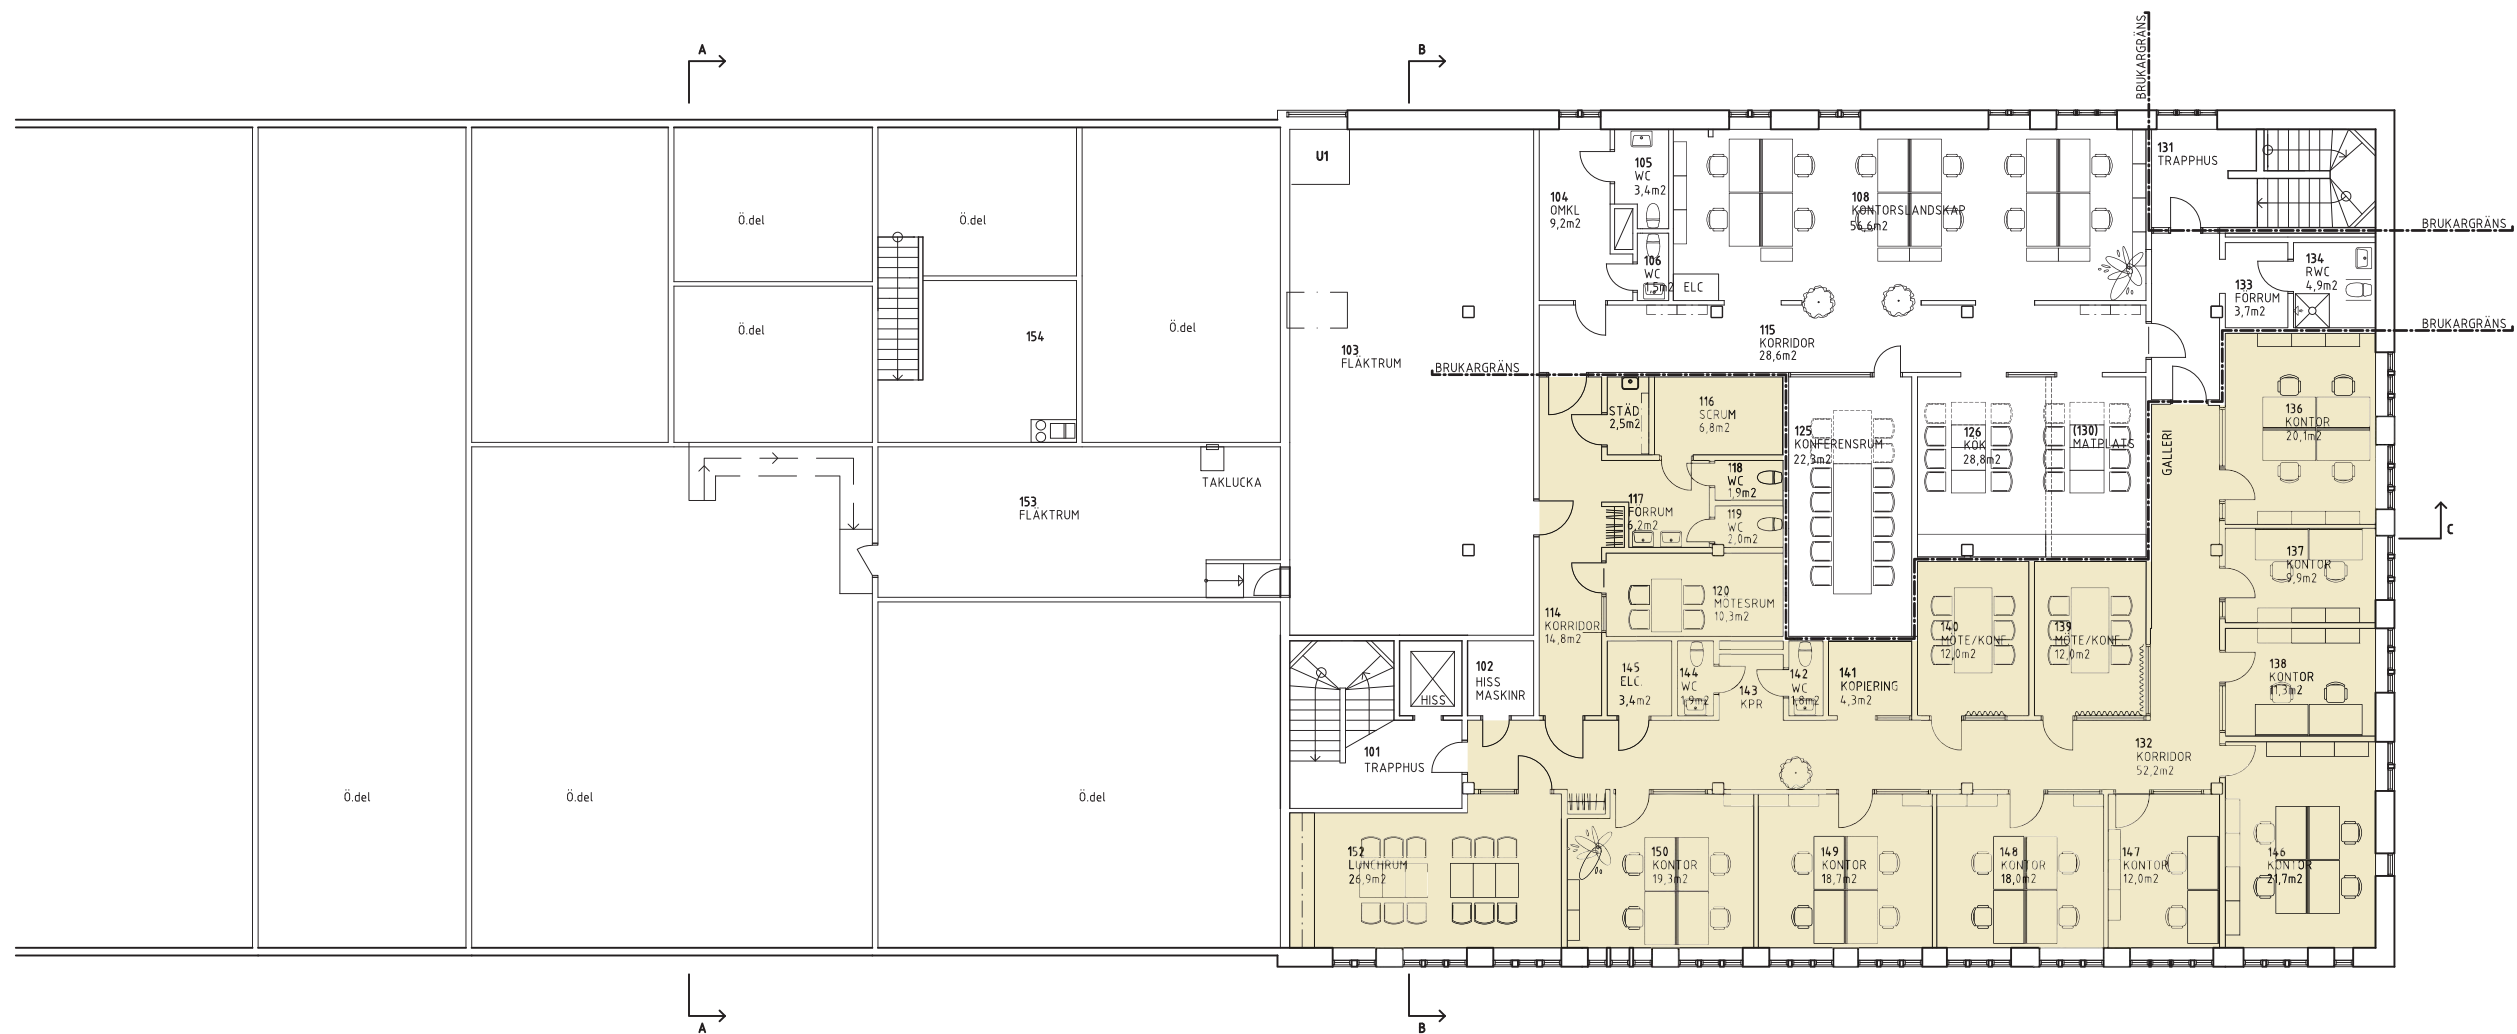 A
B
BRUKARGRÄNS
U1
105
WC
3,4m2
131
TRAPPHUS
104
OMKL
9,2m2
108
KONTORSLANDSKAP
56,6m2
Ö.del
Ö.del
BRUKARGRÄNS
106
WC
1,5m2
ELC
134
RWC
4,9m2
133
FÖRRUM
3,7m2
Ö.del
Ö.del
154
103
FLÄKTRUM
115
KORRIDOR
28,6m2
BRUKARGRÄNS
BRUKARGRÄNS
STÄD
2,5m2
116
SCRUM
6,8m2
125
KONFERENSRUM
22,3m2
126
KÖK
28,8m2
(130)
MATPLATS
GALLERI
136
KONTOR
20,1m2
TAKLUCKA
153
FLÄKTRUM
118
WC
1,9m2
117
FÖRRUM
6,2m2
119
WC
2,0m2
C
137
KONTOR
9,9m2
114
KORRIDOR
14,8m2
120
MÖTESRUM
10,3m2
140
MÖTE/KONF.
12,0m2
139
MÖTE/KONF.
12,0m2
HISS
102
HISS
MASKINR
145
ELC.
3,4m2
144
WC
1,9m2
143
KPR
142
WC
1,8m2
141
KOPIERING
4,3m2
138
KONTOR
11,3m2
101
TRAPPHUS
132
KORRIDOR
52,2m2
Ö.del
Ö.del
Ö.del
152
LUNCHRUM
26,9m2
150
KONTOR
19,3m2
149
KONTOR
18,7m2
148
KONTOR
18,0m2
147
KONTOR
12,0m2
146
KONTOR
21,7m2
A
B